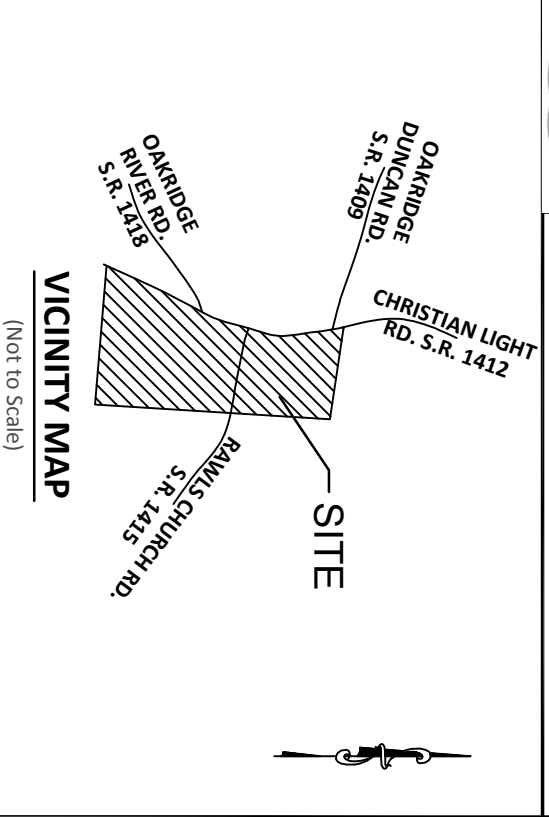 OAKRIDGE
DUNCAN RD.
S.R. 1409
CHRISTIAN LIGHT
RD. S.R. 1412
OAKRIDGE
RIVER RD.
S.R. 1418
RAWLS CHURCH RD.
S.R. 1415
SITE
VICINITY MAP
(Not to Scale)